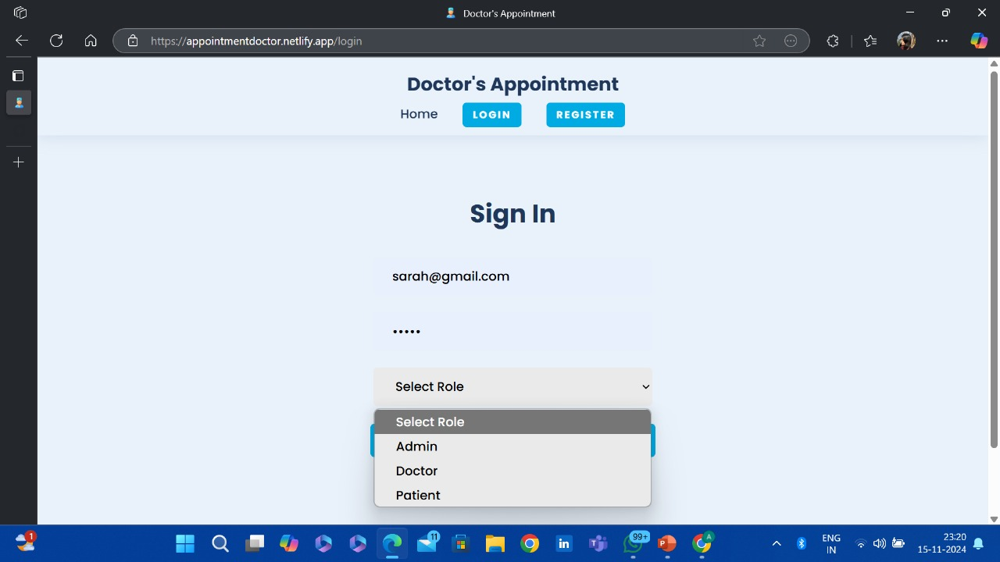 Doctor's Appointment
https://appointmentdoctor.netlify.app/login
Doctor's Appointment
Home LOGIN REGISTER
Sign In
sarah@gmail.com
•••••
Select Role
Select Role
Admin
Doctor
Patient
1
11
99+
A
ENG
IN
23:20
15-11-2024